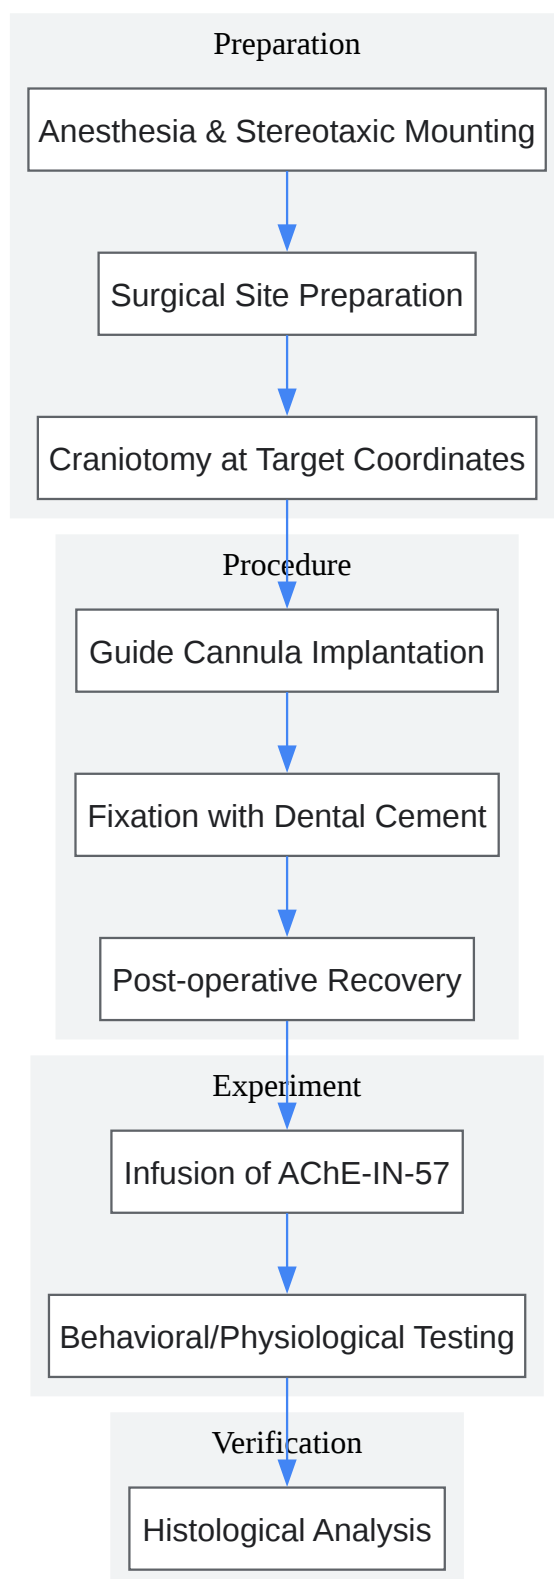 Preparation
Anesthesia & Stereotaxic Mounting
Surgical Site Preparation
Craniotomy at Target Coordinates
Procedure
Guide Cannula Implantation
Fixation with Dental Cement
Post-operative Recovery
Experiment
Infusion of AChE-IN-57
Behavioral/Physiological Testing
Verification
Histological Analysis